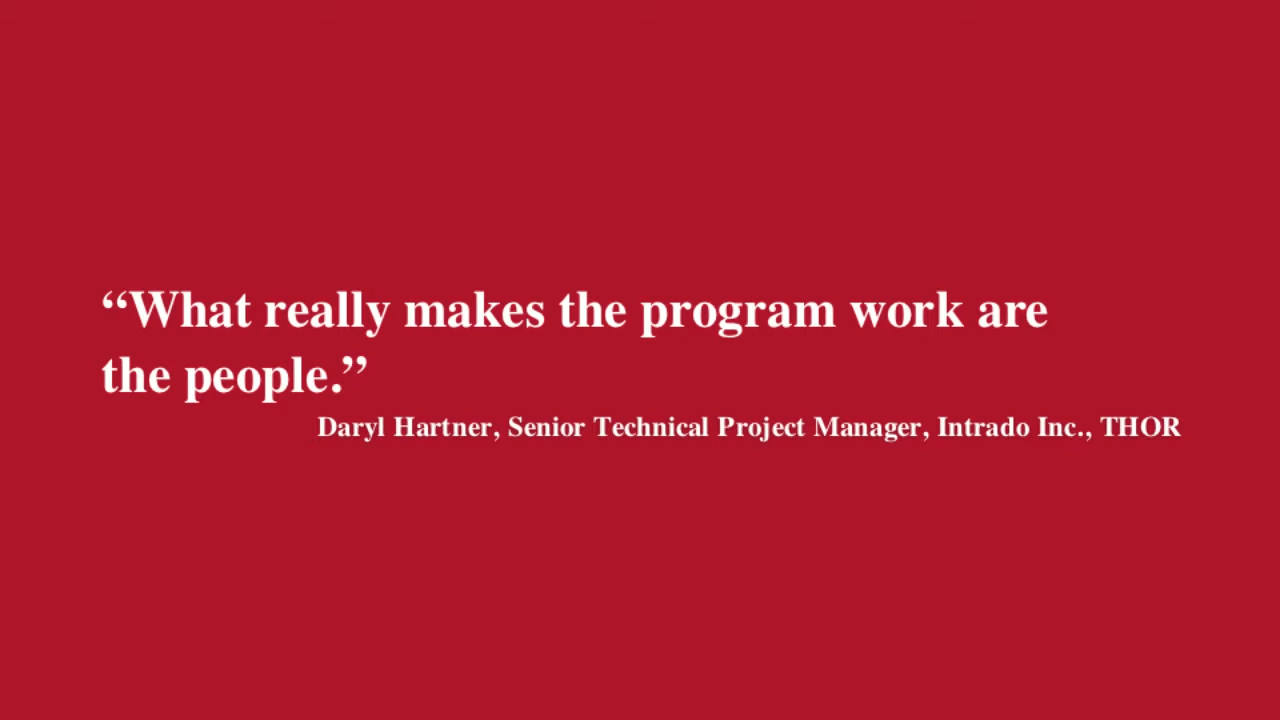 “What really makes the program work are
the people.”
Daryl Hartner, Senior Technical Project Manager, Intrado Inc., THOR